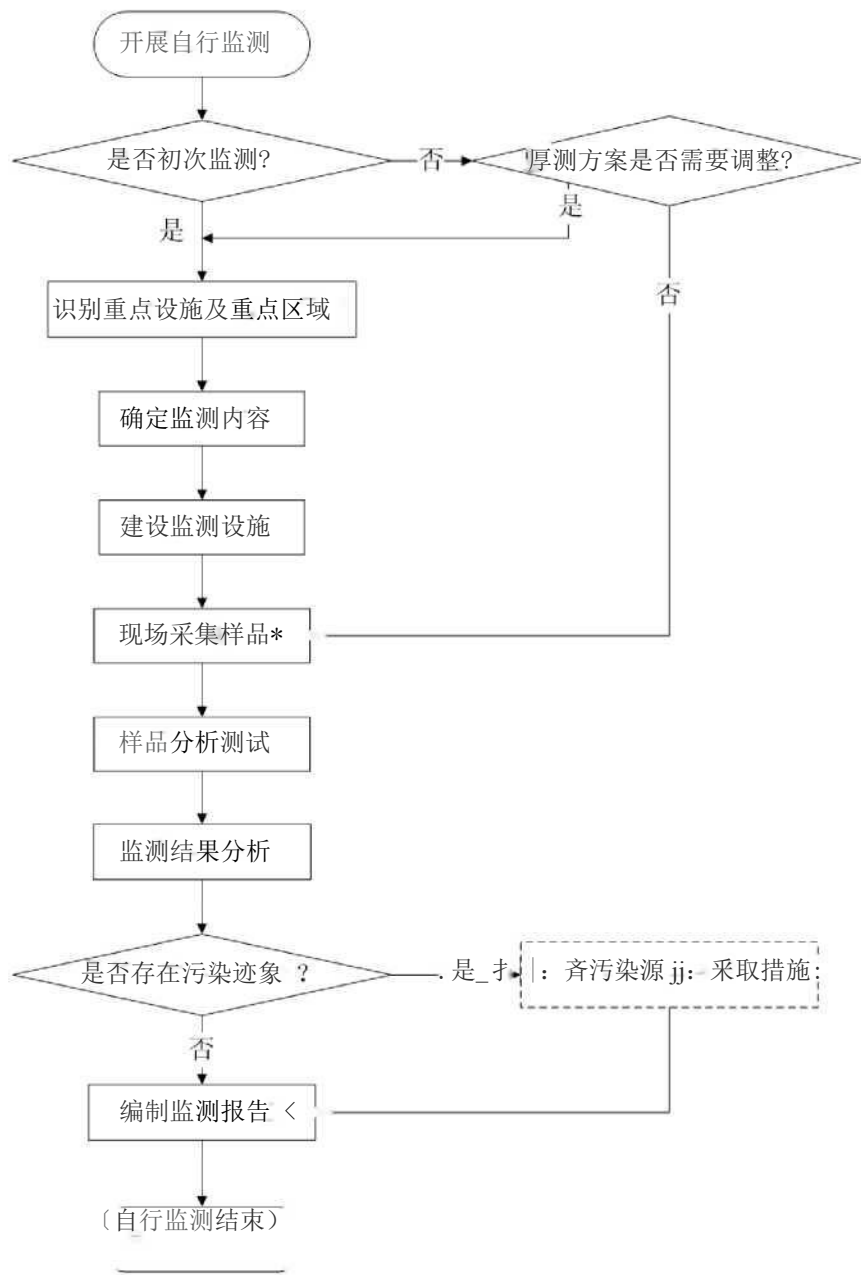 开展自行监测
是否初次监测?
否
厚测方案是否需要调整?
是
是
识别重点设施及重点区域
否
确定监测内容
建设监测设施
现场采集样品*
样品分析测试
监测结果分析
是否存在污染迹象 ?
. 是_扌
|: 齐污染源 jj: 采取措施:
否
编制监测报告 <
〔自行监测结束）